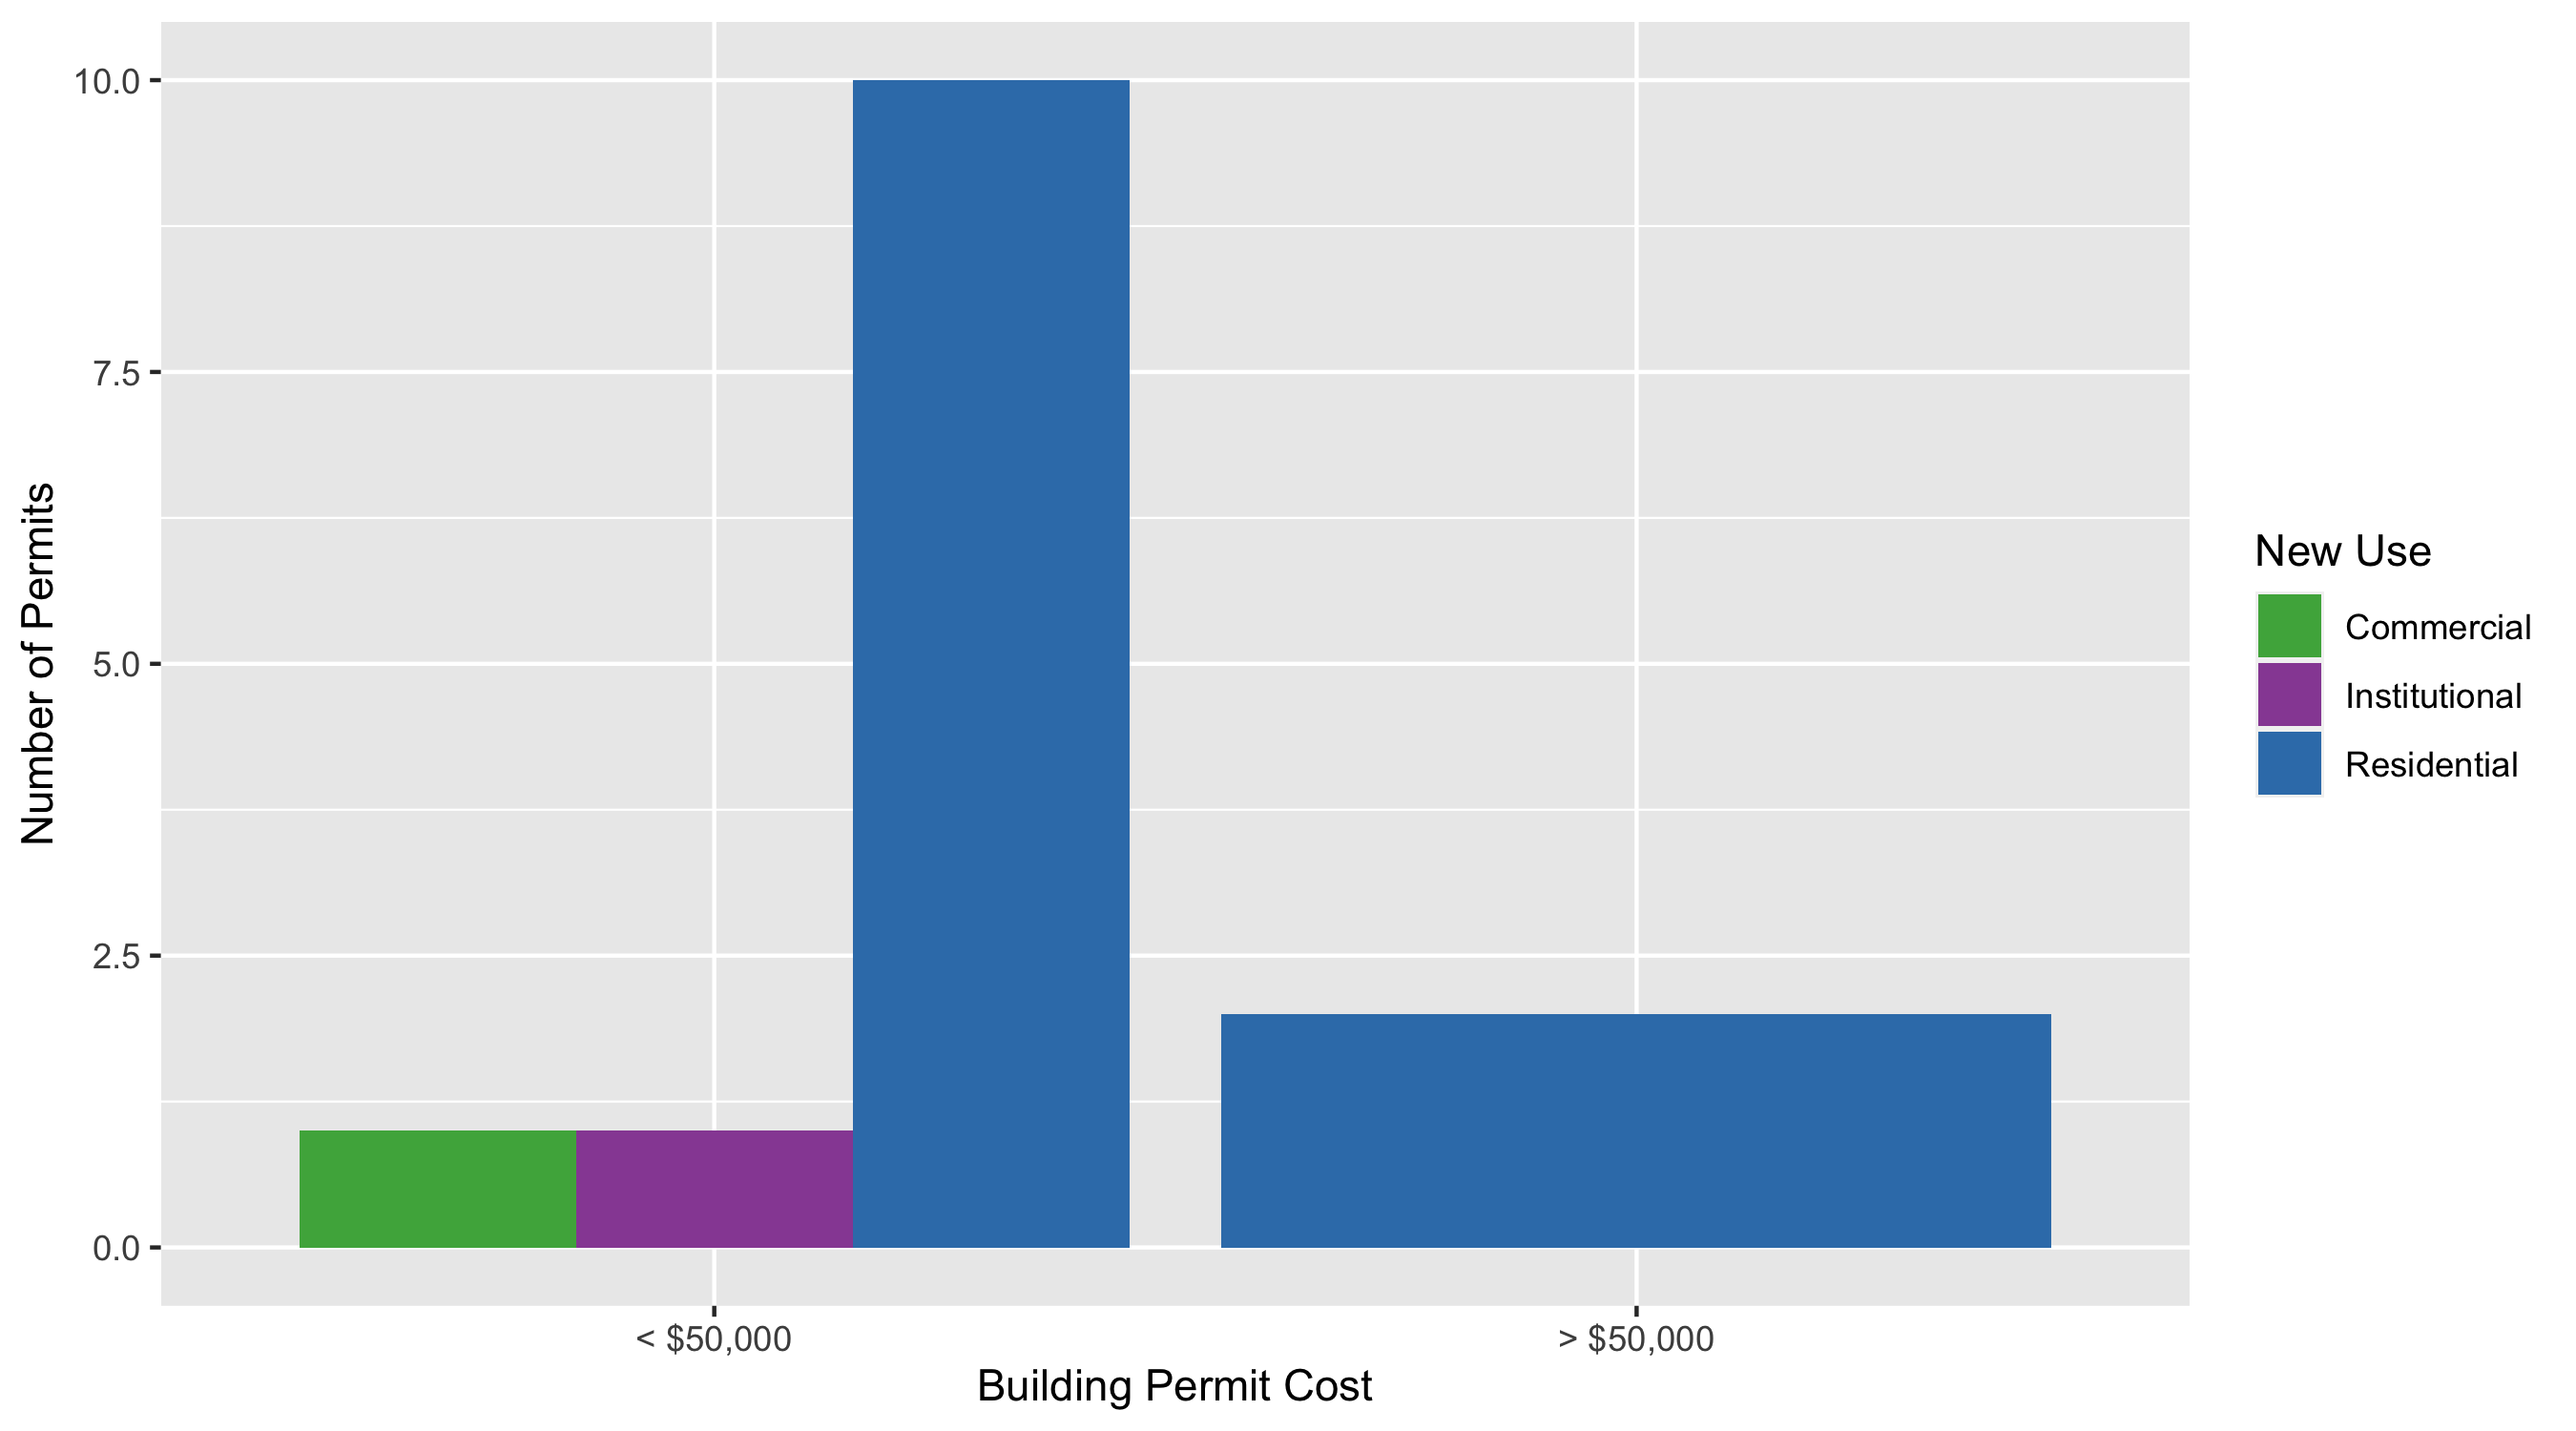 10.0
7.5
5.0
2.5
0.0
Number of Permits
< $50,000
> $50,000
Building Permit Cost
New Use
Commercial
Institutional
Residential